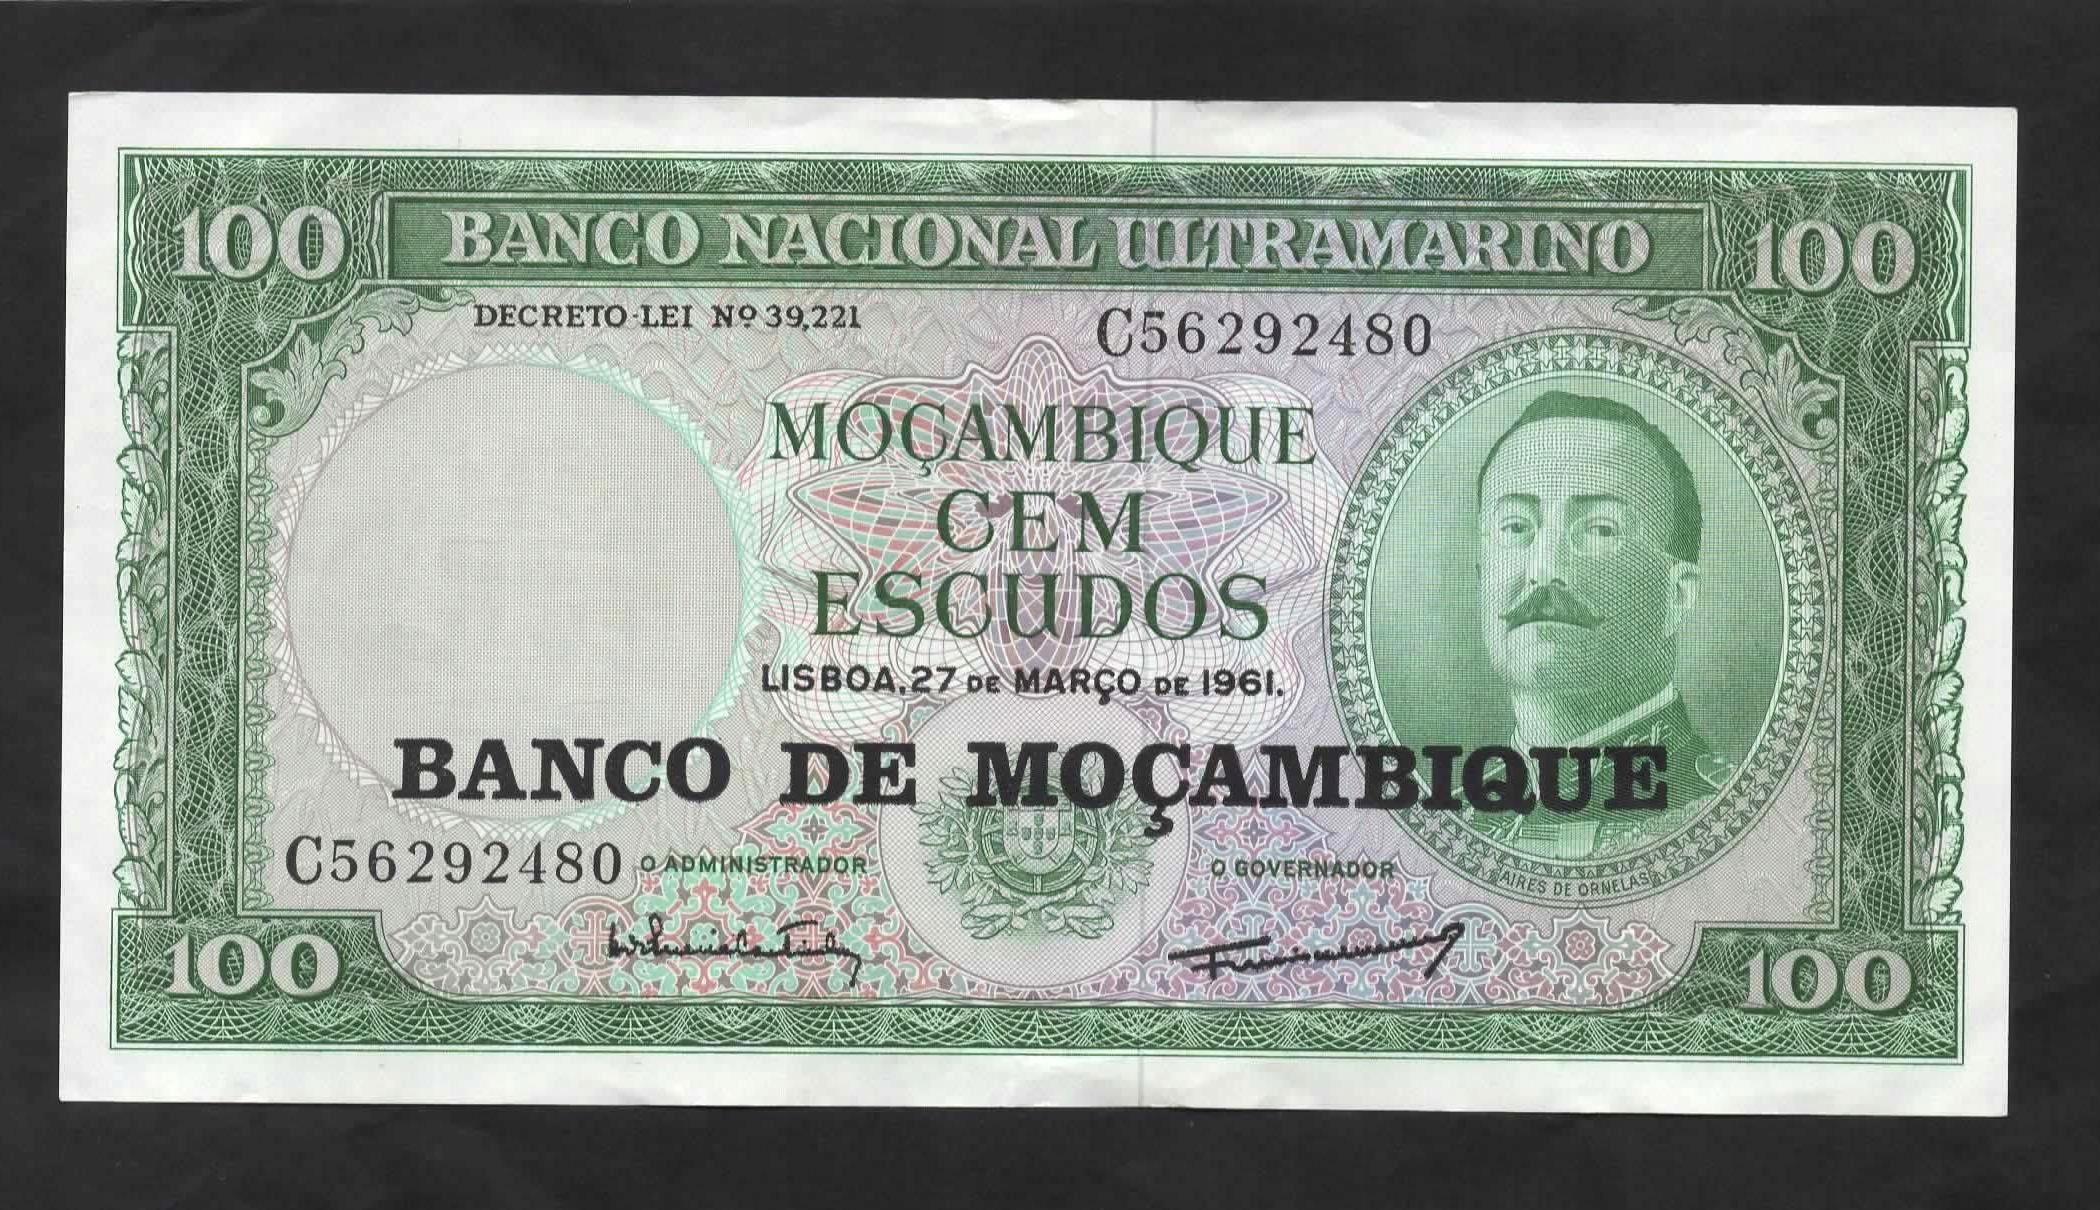 100 BANCO NACIONAL ULTRAMARINO 100
DECRETO-LEI Nº 39,221
C56292480
MOÇAMBIQUE
CEM
ESCUDOS
LISBOA, 27 DE MARÇO DE 1961.
BANCO DE MOÇAMBIQUE
C56292480
O ADMINISTRADOR
O GOVERNADOR
AIRES DE ORNELAS
100
100